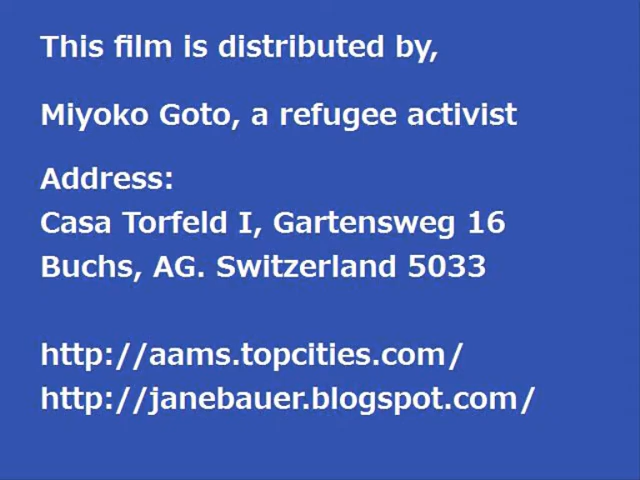 This film is distributed by,
Miyoko Goto, a refugee activist
Address:
Casa Torfeld I, Gartensweg 16
Buchs, AG. Switzerland 5033
http://aams.topcities.com/
http://janebauer.blogspot.com/